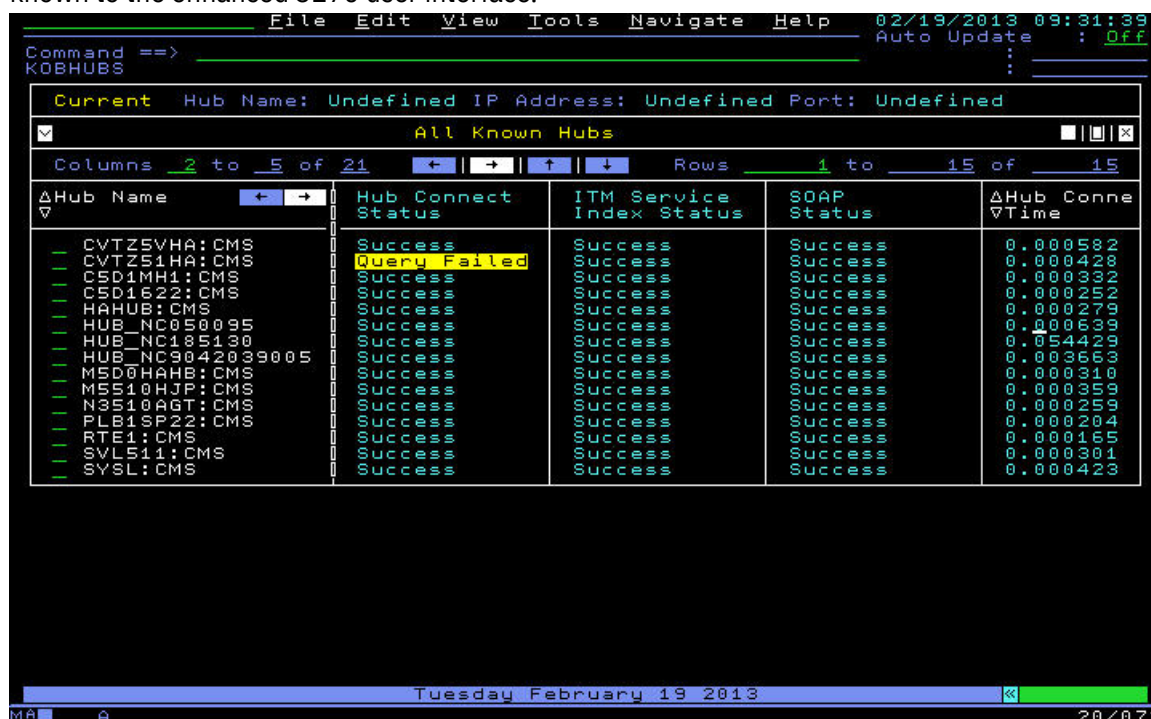 known to the enhanced 3270 user interface.
File Edit View Tools Navigate Help 02/19/2013 09:31:39
Auto Update : Off
Command ==> :
KOBHUBS :
Current Hub Name: Undefined IP Address: Undefined Port: Undefined
All Known Hubs
Columns 2 to 5 of 21 ← | → | ↑ | ↓ Rows 1 to 15 of 15
△Hub Name ← → Hub Connect ITM Service SOAP △Hub Conne
▽ Status Index Status Status ▽Time
_ CVTZ5VHA:CMS Success Success Success 0.000582
_ CVTZ51HA:CMS Query Failed Success Success 0.000428
_ C5D1MH1:CMS Success Success Success 0.000332
_ C5D1622:CMS Success Success Success 0.000252
_ HAHUB:CMS Success Success Success 0.000279
_ HUB_NC050095 Success Success Success 0.000639
_ HUB_NC185130 Success Success Success 0.054429
_ HUB_NC9042039005 Success Success Success 0.003663
_ M5D0HAHB:CMS Success Success Success 0.000310
_ M5510HJP:CMS Success Success Success 0.000359
_ N3510AGT:CMS Success Success Success 0.000259
_ PLB1SP22:CMS Success Success Success 0.000204
_ RTE1:CMS Success Success Success 0.000165
_ SVL511:CMS Success Success Success 0.000301
_ SYSL:CMS Success Success Success 0.000423
Tuesday February 19 2013 «
MA A 20/07